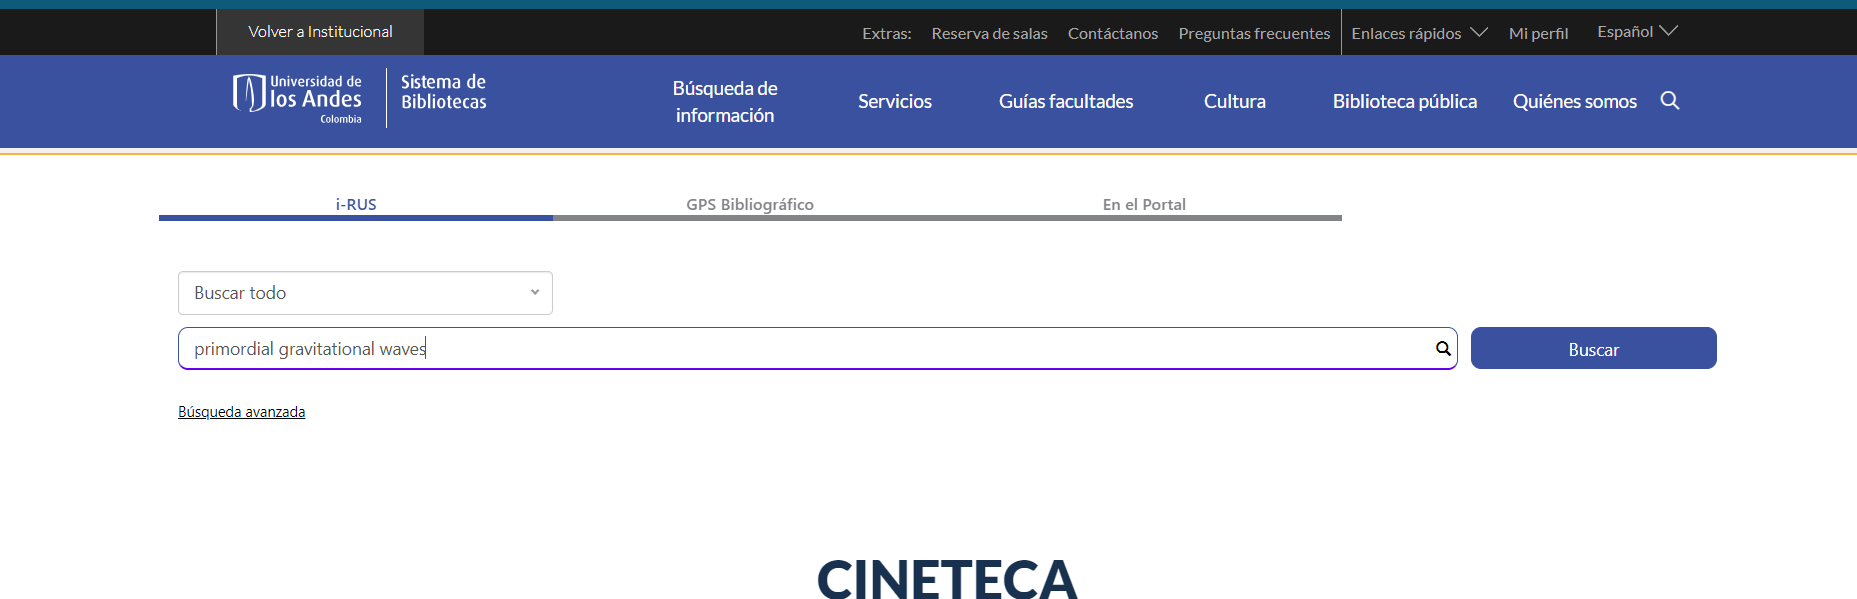 Volver a Institucional
Extras: Reserva de salas Contáctanos Preguntas frecuentes Enlaces rápidos Mi perfil Español
Universidad de
los Andes
Colombia
Sistema de
Bibliotecas
Búsqueda de
información
Servicios
Guías facultades
Cultura
Biblioteca pública
Quiénes somos
i-RUS
GPS Bibliográfico
En el Portal
Buscar todo
primordial gravitational waves
Buscar
Búsqueda avanzada
CINETECA